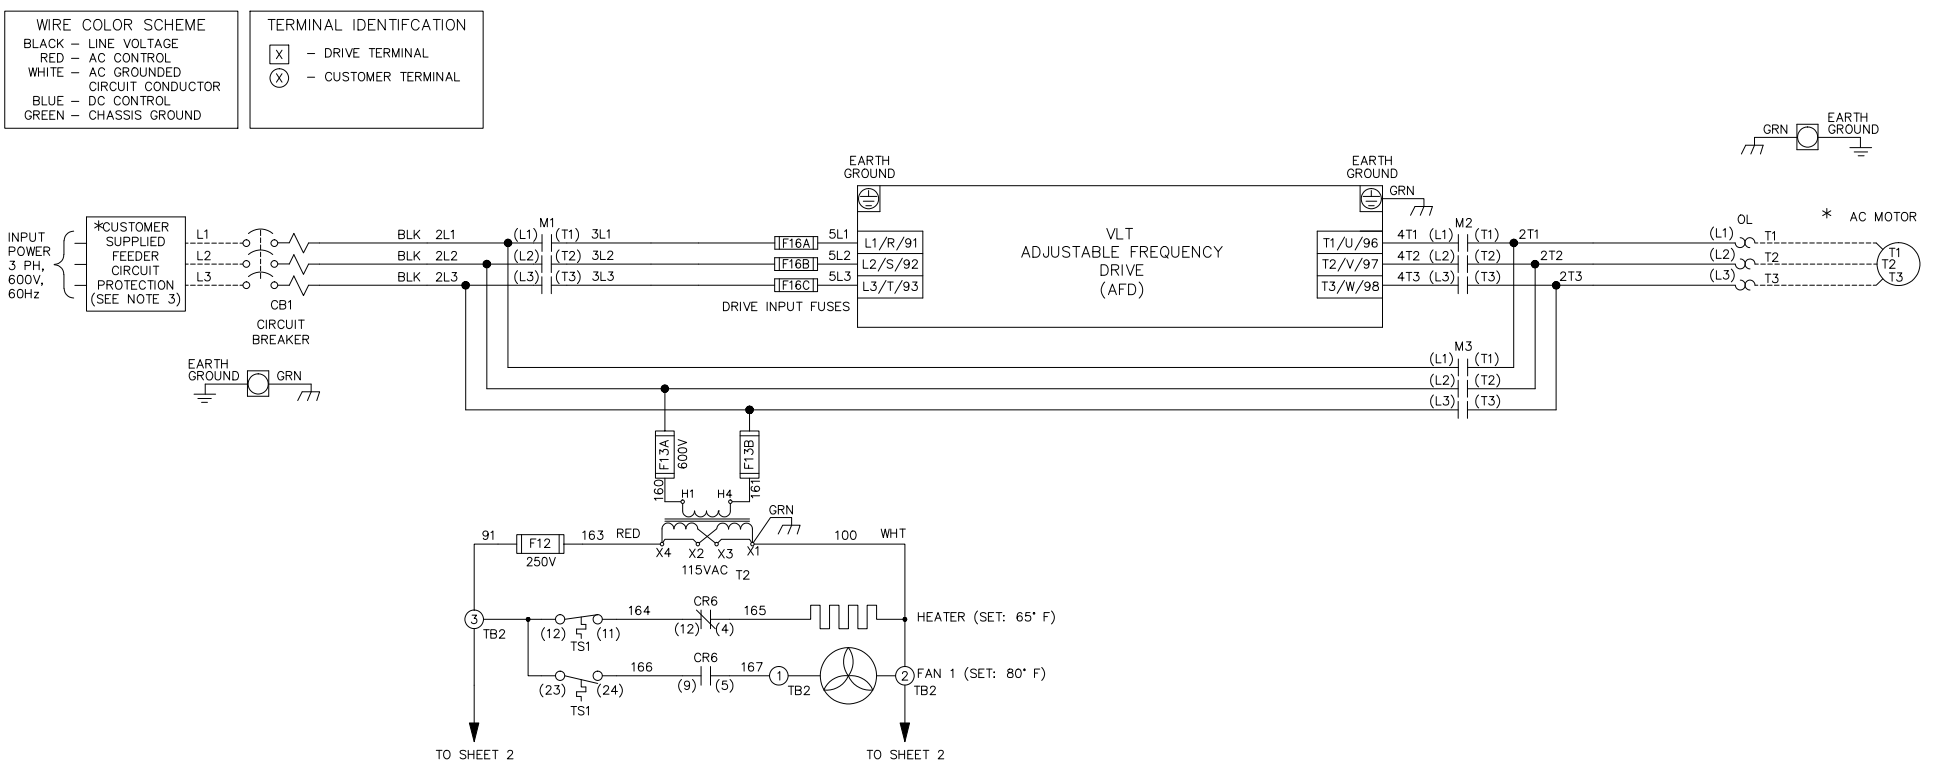 WIRE COLOR SCHEME
BLACK – LINE VOLTAGE
RED – AC CONTROL
WHITE – AC GROUNDED
CIRCUIT CONDUCTOR
BLUE – DC CONTROL
GREEN – CHASSIS GROUND
TERMINAL IDENTIFCATION
X – DRIVE TERMINAL
X – CUSTOMER TERMINAL
GRN
EARTH
GROUND
INPUT
POWER
3 PH,
600V,
60Hz
*CUSTOMER
SUPPLIED
FEEDER
CIRCUIT
PROTECTION
(SEE NOTE 3)
L1
L2
L3
CB1
CIRCUIT
BREAKER
BLK 2L1
BLK 2L2
BLK 2L3
M1
(L1) (T1) 3L1
(L2) (T2) 3L2
(L3) (T3) 3L3
F16A 5L1
F16B 5L2
F16C 5L3
DRIVE INPUT FUSES
EARTH
GROUND
L1/R/91
L2/S/92
L3/T/93
VLT
ADJUSTABLE FREQUENCY
DRIVE
(AFD)
EARTH
GROUND
GRN
T1/U/96
T2/V/97
T3/W/98
M2
4T1 (L1) (T1) 2T1
4T2 (L2) (T2) 2T2
4T3 (L3) (T3) 2T3
OL
(L1) T1
(L2) T2
(L3) T3
* AC MOTOR
T1
T2
T3
EARTH
GROUND
GRN
M3
(L1) (T1)
(L2) (T2)
(L3) (T3)
F13A
600V
F13B
160
161
H1 H4
GRN
91
F12
250V
163 RED
X4 X2 X3 X1
115VAC T2
100 WHT
3
TB2
(12) (11)
TS1
164
CR6
(12) (4)
165
HEATER (SET: 65° F)
(23) (24)
TS1
166
CR6
(9) (5)
167
1
TB2
2
TB2
FAN 1 (SET: 80° F)
TO SHEET 2
TO SHEET 2